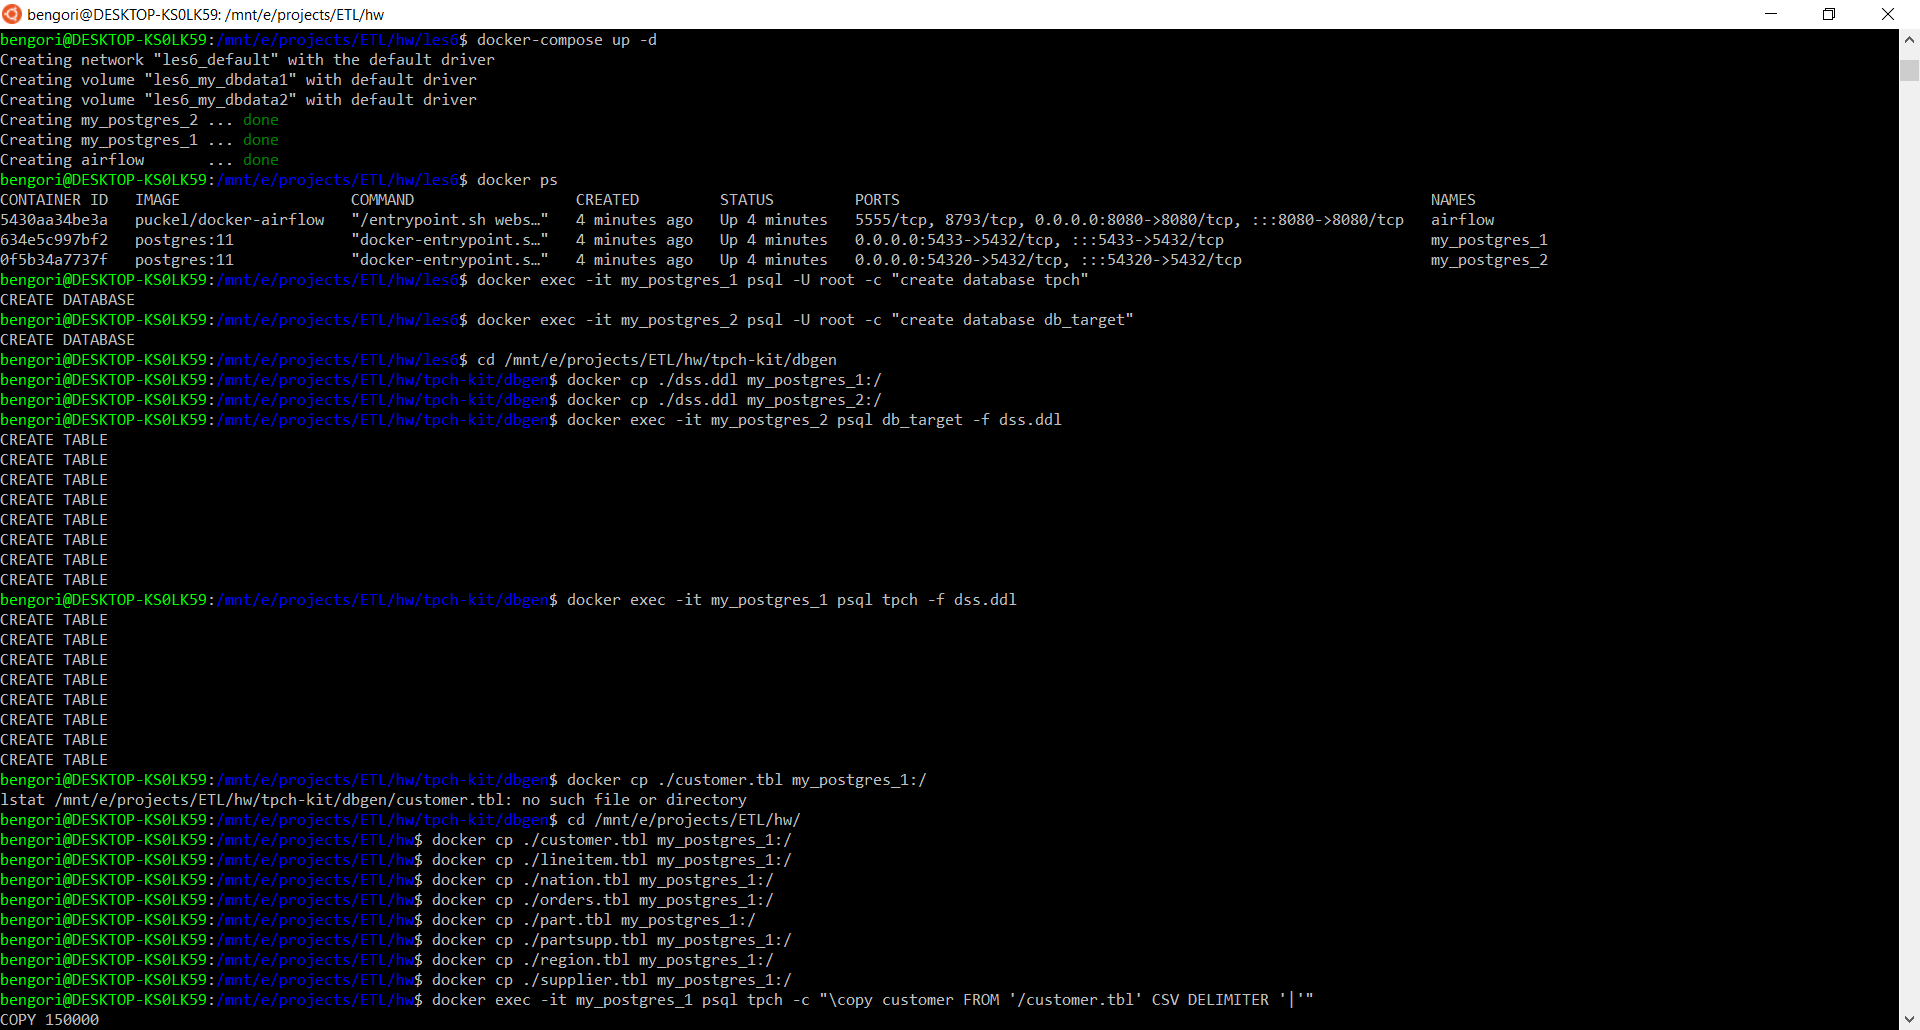 bengori@DESKTOP-KS0LK59: /mnt/e/projects/ETL/hw
bengori@DESKTOP-KS0LK59:/mnt/e/projects/ETL/hw/les6$ docker-compose up -d
Creating network "les6_default" with the default driver
Creating volume "les6_my_dbdata1" with default driver
Creating volume "les6_my_dbdata2" with default driver
Creating my_postgres_2 ... done
Creating my_postgres_1 ... done
Creating airflow       ... done
bengori@DESKTOP-KS0LK59:/mnt/e/projects/ETL/hw/les6$ docker ps
CONTAINER ID   IMAGE                   COMMAND                  CREATED         STATUS         PORTS                                                           NAMES
5430aa34be3a   puckel/docker-airflow   "/entrypoint.sh webs…"   4 minutes ago   Up 4 minutes   5555/tcp, 8793/tcp, 0.0.0.0:8080->8080/tcp, :::8080->8080/tcp   airflow
634e5c997bf2   postgres:11             "docker-entrypoint.s…"   4 minutes ago   Up 4 minutes   0.0.0.0:5433->5432/tcp, :::5433->5432/tcp                       my_postgres_1
0f5b34a7737f   postgres:11             "docker-entrypoint.s…"   4 minutes ago   Up 4 minutes   0.0.0.0:54320->5432/tcp, :::54320->5432/tcp                     my_postgres_2
bengori@DESKTOP-KS0LK59:/mnt/e/projects/ETL/hw/les6$ docker exec -it my_postgres_1 psql -U root -c "create database tpch"
CREATE DATABASE
bengori@DESKTOP-KS0LK59:/mnt/e/projects/ETL/hw/les6$ docker exec -it my_postgres_2 psql -U root -c "create database db_target"
CREATE DATABASE
bengori@DESKTOP-KS0LK59:/mnt/e/projects/ETL/hw/les6$ cd /mnt/e/projects/ETL/hw/tpch-kit/dbgen
bengori@DESKTOP-KS0LK59:/mnt/e/projects/ETL/hw/tpch-kit/dbgen$ docker cp ./dss.ddl my_postgres_1:/
bengori@DESKTOP-KS0LK59:/mnt/e/projects/ETL/hw/tpch-kit/dbgen$ docker cp ./dss.ddl my_postgres_2:/
bengori@DESKTOP-KS0LK59:/mnt/e/projects/ETL/hw/tpch-kit/dbgen$ docker exec -it my_postgres_2 psql db_target -f dss.ddl
CREATE TABLE
CREATE TABLE
CREATE TABLE
CREATE TABLE
CREATE TABLE
CREATE TABLE
CREATE TABLE
CREATE TABLE
bengori@DESKTOP-KS0LK59:/mnt/e/projects/ETL/hw/tpch-kit/dbgen$ docker exec -it my_postgres_1 psql tpch -f dss.ddl
CREATE TABLE
CREATE TABLE
CREATE TABLE
CREATE TABLE
CREATE TABLE
CREATE TABLE
CREATE TABLE
CREATE TABLE
bengori@DESKTOP-KS0LK59:/mnt/e/projects/ETL/hw/tpch-kit/dbgen$ docker cp ./customer.tbl my_postgres_1:/
lstat /mnt/e/projects/ETL/hw/tpch-kit/dbgen/customer.tbl: no such file or directory
bengori@DESKTOP-KS0LK59:/mnt/e/projects/ETL/hw/tpch-kit/dbgen$ cd /mnt/e/projects/ETL/hw/
bengori@DESKTOP-KS0LK59:/mnt/e/projects/ETL/hw$ docker cp ./customer.tbl my_postgres_1:/
bengori@DESKTOP-KS0LK59:/mnt/e/projects/ETL/hw$ docker cp ./lineitem.tbl my_postgres_1:/
bengori@DESKTOP-KS0LK59:/mnt/e/projects/ETL/hw$ docker cp ./nation.tbl my_postgres_1:/
bengori@DESKTOP-KS0LK59:/mnt/e/projects/ETL/hw$ docker cp ./orders.tbl my_postgres_1:/
bengori@DESKTOP-KS0LK59:/mnt/e/projects/ETL/hw$ docker cp ./part.tbl my_postgres_1:/
bengori@DESKTOP-KS0LK59:/mnt/e/projects/ETL/hw$ docker cp ./partsupp.tbl my_postgres_1:/
bengori@DESKTOP-KS0LK59:/mnt/e/projects/ETL/hw$ docker cp ./region.tbl my_postgres_1:/
bengori@DESKTOP-KS0LK59:/mnt/e/projects/ETL/hw$ docker cp ./supplier.tbl my_postgres_1:/
bengori@DESKTOP-KS0LK59:/mnt/e/projects/ETL/hw$ docker exec -it my_postgres_1 psql tpch -c "\copy customer FROM '/customer.tbl' CSV DELIMITER '|'"
COPY 150000